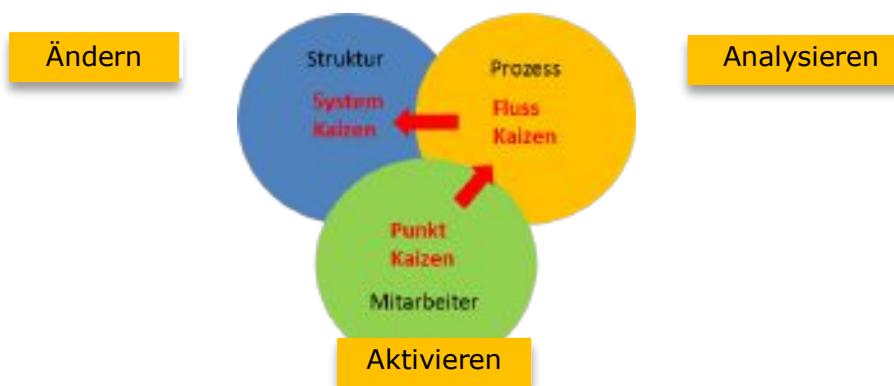 Ändern
Struktur
System
Kaizen
Prozess
Fluss
Kaizen
Analysieren
Punkt
Kaizen
Mitarbeiter
Aktivieren